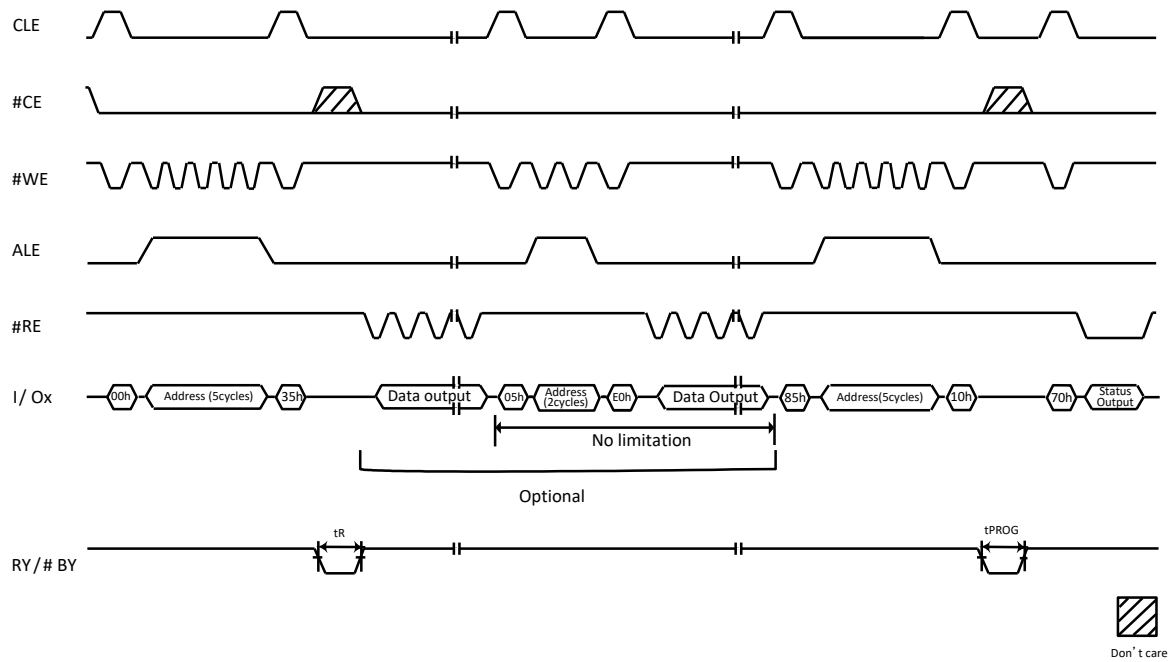 CLE
#CE
#WE
ALE
#RE
I/Ox 00h Address (5cycles) 35h Data output 05h Address (2cycles) E0h Data Output 85h Address(5cycles) 10h 70h Status Output
No limitation
Optional
tR tPROG
RY/# BY
Don't care